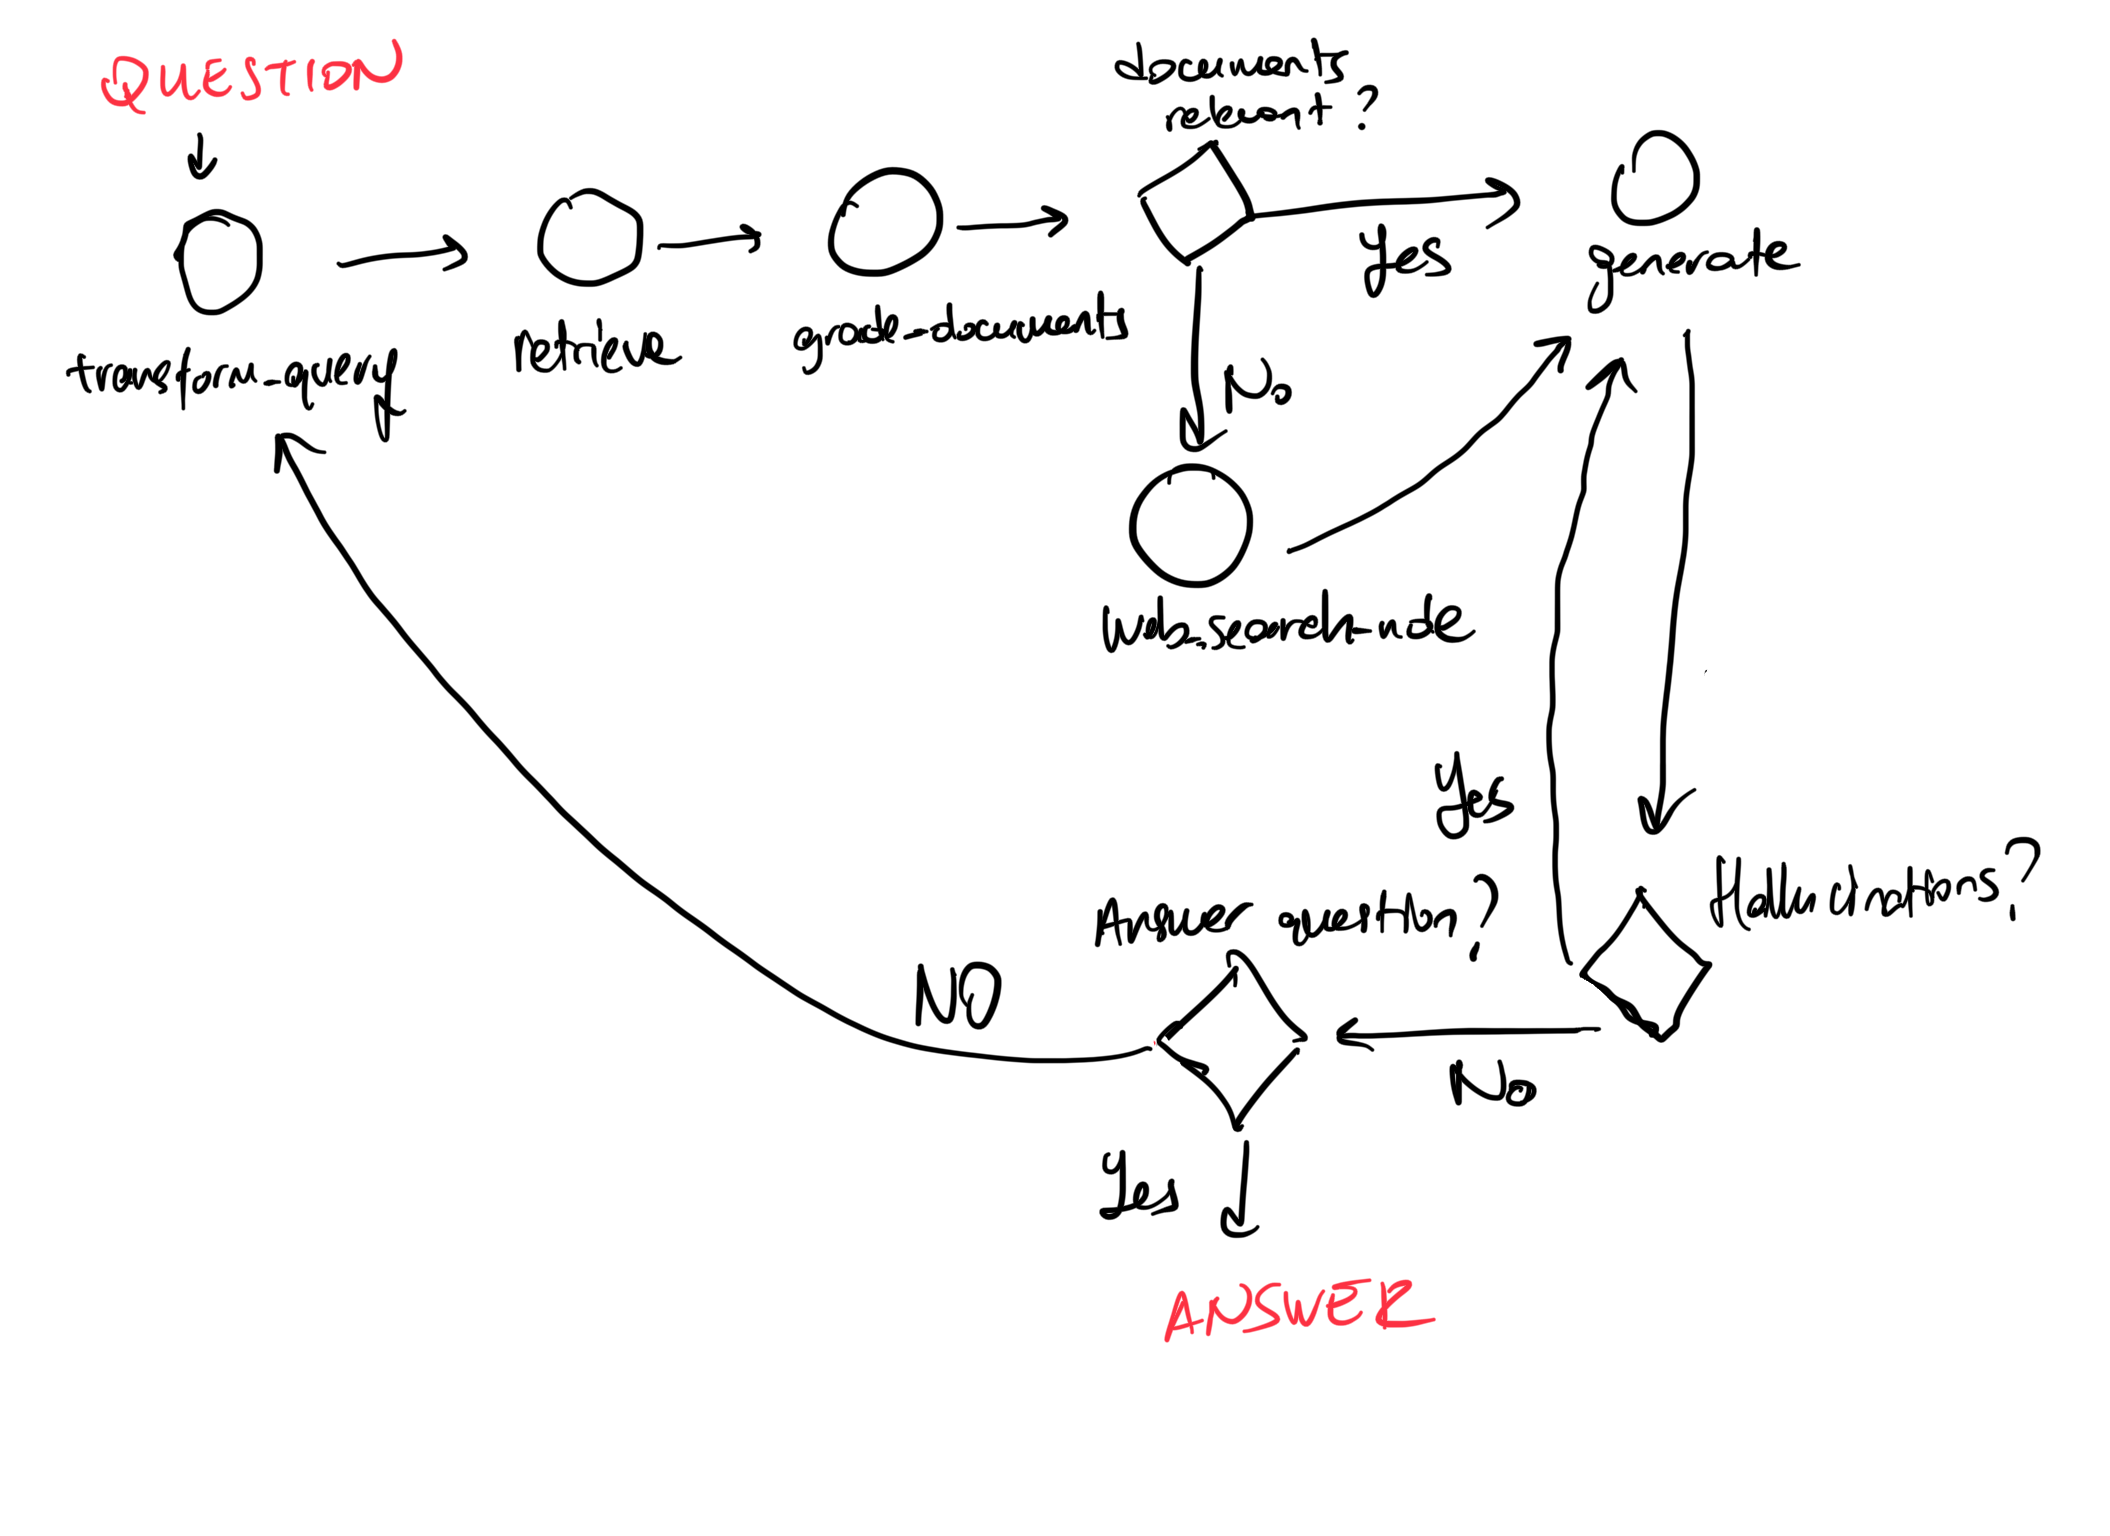 QUESTION
documents
relevant?
Yes
generate
transform_query
retrieve
grade_documents
No
web_search_node
Yes
Hallucinations?
Answer question?
NO
No
Yes
ANSWER